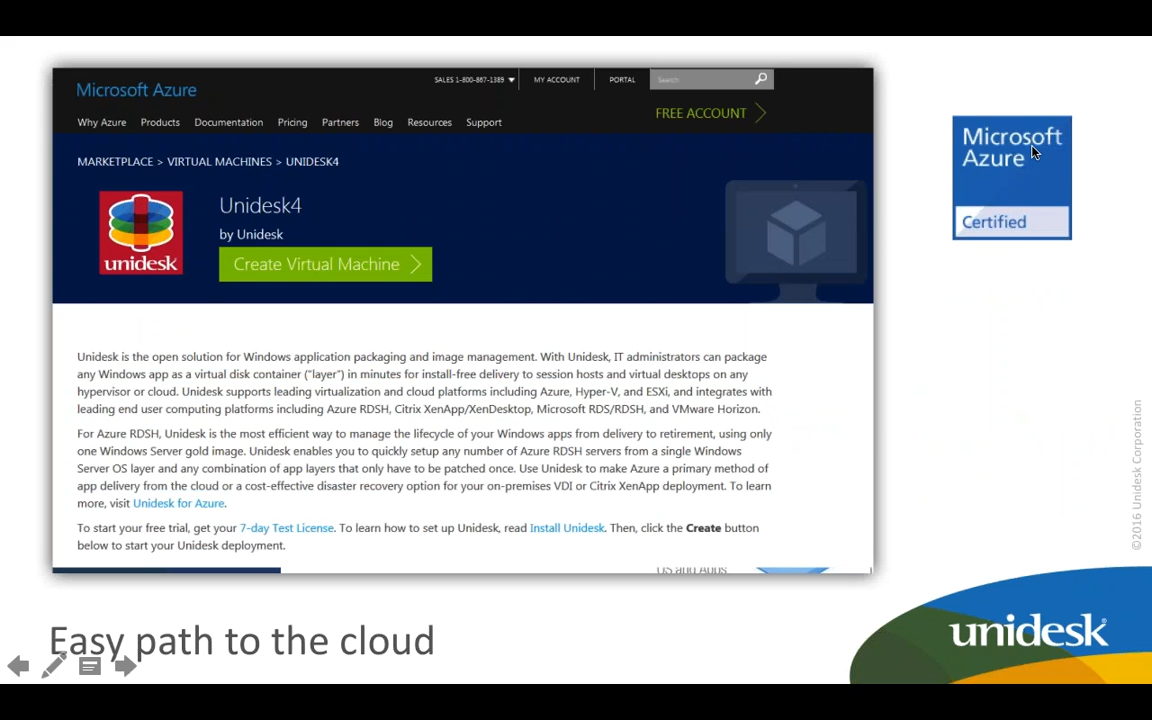 SALES 1-800-867-1389
MY ACCOUNT
PORTAL
Search
Microsoft Azure
FREE ACCOUNT
Why Azure Products Documentation Pricing Partners Blog Resources Support
MARKETPLACE > VIRTUAL MACHINES > UNIDESK4
unidesk
Unidesk4
by Unidesk
Create Virtual Machine
Unidesk is the open solution for Windows application packaging and image management. With Unidesk, IT administrators can package
any Windows app as a virtual disk container ("layer") in minutes for install-free delivery to session hosts and virtual desktops on any
hypervisor or cloud. Unidesk supports leading virtualization and cloud platforms including Azure, Hyper-V, and ESXi, and integrates with
leading end user computing platforms including Azure RDSH, Citrix XenApp/XenDesktop, Microsoft RDS/RDSH, and VMware Horizon.
For Azure RDSH, Unidesk is the most efficient way to manage the lifecycle of your Windows apps from delivery to retirement, using only
one Windows Server gold image. Unidesk enables you to quickly setup any number of Azure RDSH servers from a single Windows
Server OS layer and any combination of app layers that only have to be patched once. Use Unidesk to make Azure a primary method of
app delivery from the cloud or a cost-effective disaster recovery option for your on-premises VDI or Citrix XenApp deployment. To learn
more, visit Unidesk for Azure.
To start your free trial, get your 7-day Test License. To learn how to set up Unidesk, read Install Unidesk. Then, click the Create button
below to start your Unidesk deployment.
OS and Apps
Microsoft
Azure
Certified
©2016 Unidesk Corporation
Easy path to the cloud
unidesk